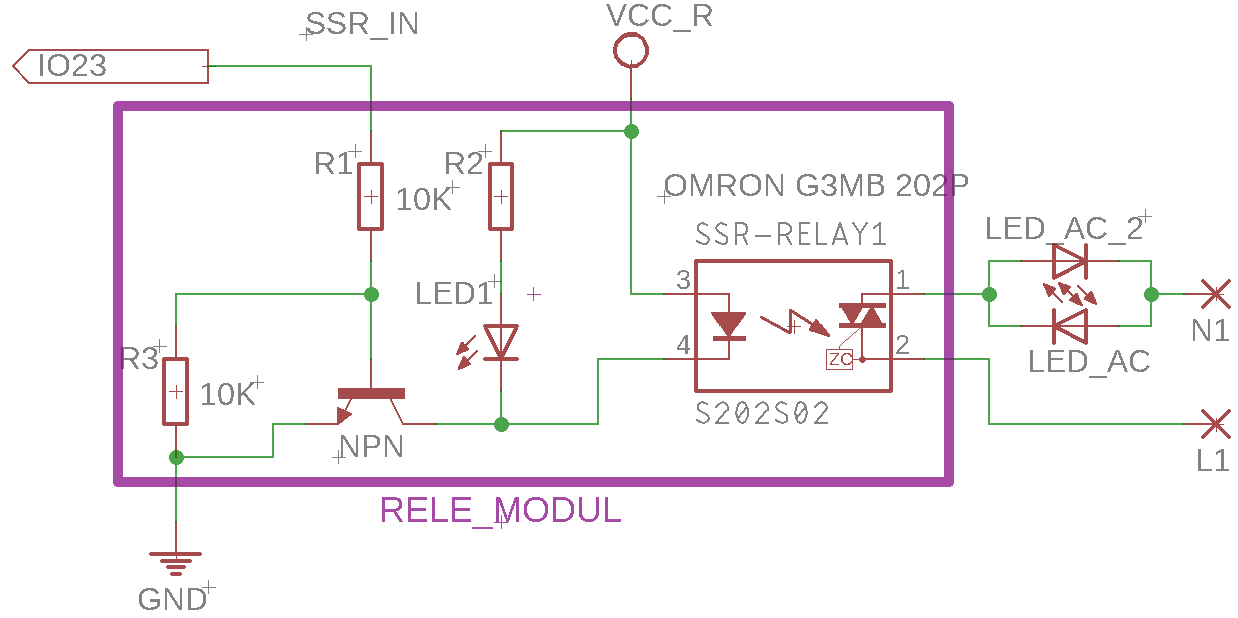 SSR_IN
VCC_R
IO23
R1
10K
R2
OMRON G3MB 202P
SSR-RELAY1
LED_AC_2
3
1
LED1
N1
4
2
ZC
LED_AC
R3
10K
S202S02
NPN
L1
RELE_MODUL
GND